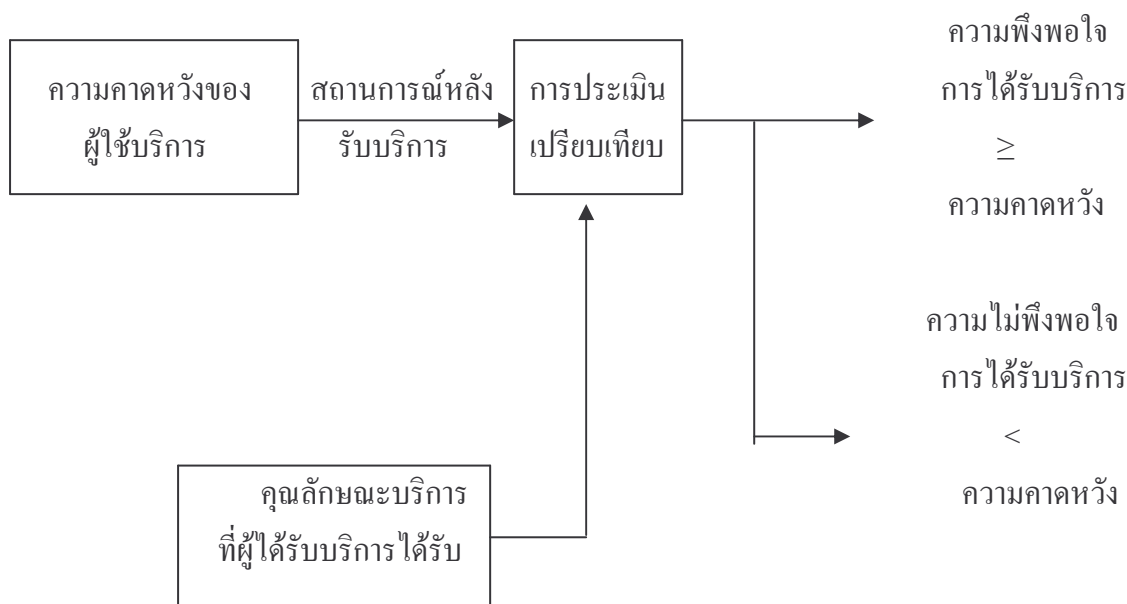 ความคาดหวังของ
ผู้ใช้บริการ
สถานการณ์หลัง
รับบริการ
การประเมิน
เปรียบเทียบ
ความพึงพอใจ
การได้รับบริการ
≥
ความคาดหวัง
ความไม่พึงพอใจ
การได้รับบริการ
<
ความคาดหวัง
คุณลักษณะบริการ
ที่ผู้ได้รับบริการได้รับ